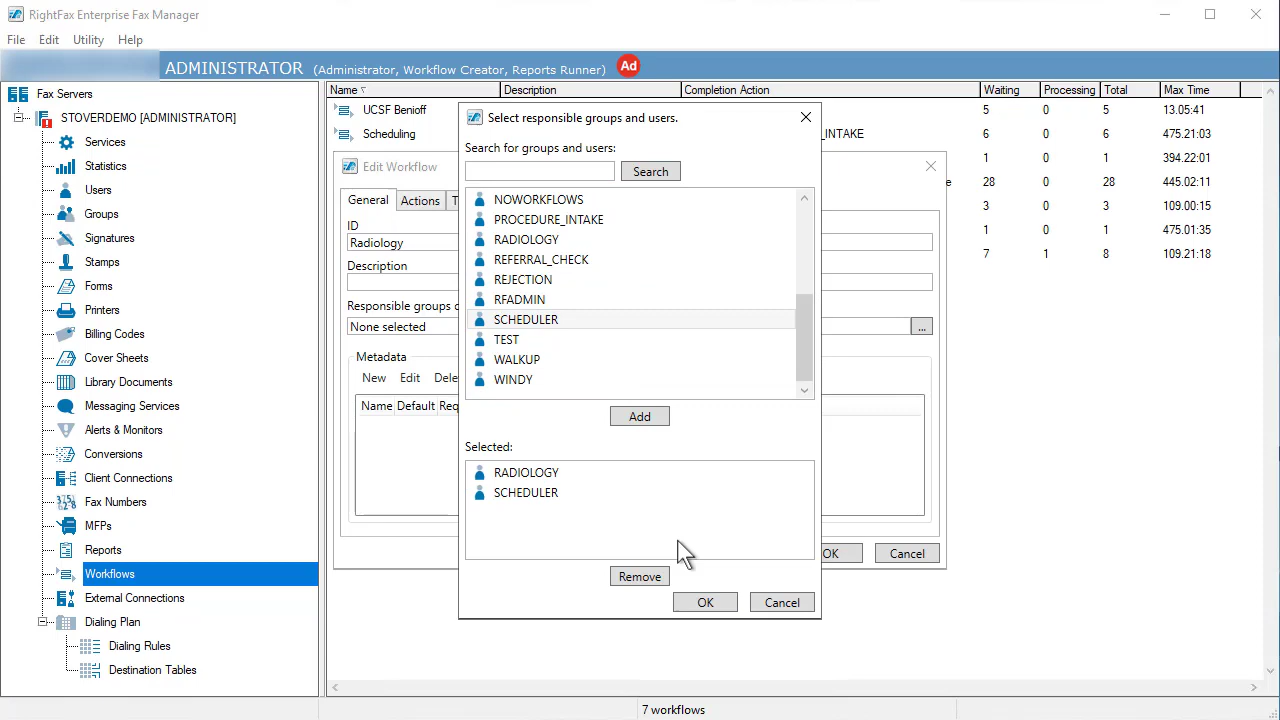 RightFax Enterprise Fax Manager
File Edit Utility Help
ADMINISTRATOR (Administrator, Workflow Creator, Reports Runner) Ad
Fax Servers
STOVERDEMO [ADMINISTRATOR]
Services
Statistics
Users
Groups
Signatures
Stamps
Forms
Printers
Billing Codes
Cover Sheets
Library Documents
Messaging Services
Alerts & Monitors
Conversions
Client Connections
Fax Numbers
MFPs
Reports
Workflows
External Connections
Dialing Plan
Dialing Rules
Destination Tables
Name Description Completion Action Waiting Processing Total Max Time
UCSF Benioff 5 0 5 13.05:41
Scheduling _INTAKE 6 0 6 475.21:03
1 0 1 394.22:01
e 28 0 28 445.02:11
3 0 3 109.00:15
1 0 1 475.01:35
7 1 8 109.21:18
Edit Workflow
General Actions T
ID
Radiology
Description
Responsible groups o
None selected ...
Metadata
New Edit Dele
Name Default Req
OK Cancel
Select responsible groups and users.
Search for groups and users:
Search
NOWORKFLOWS
PROCEDURE_INTAKE
RADIOLOGY
REFERRAL_CHECK
REJECTION
RFADMIN
SCHEDULER
TEST
WALKUP
WINDY
Add
Selected:
RADIOLOGY
SCHEDULER
Remove
OK Cancel
7 workflows